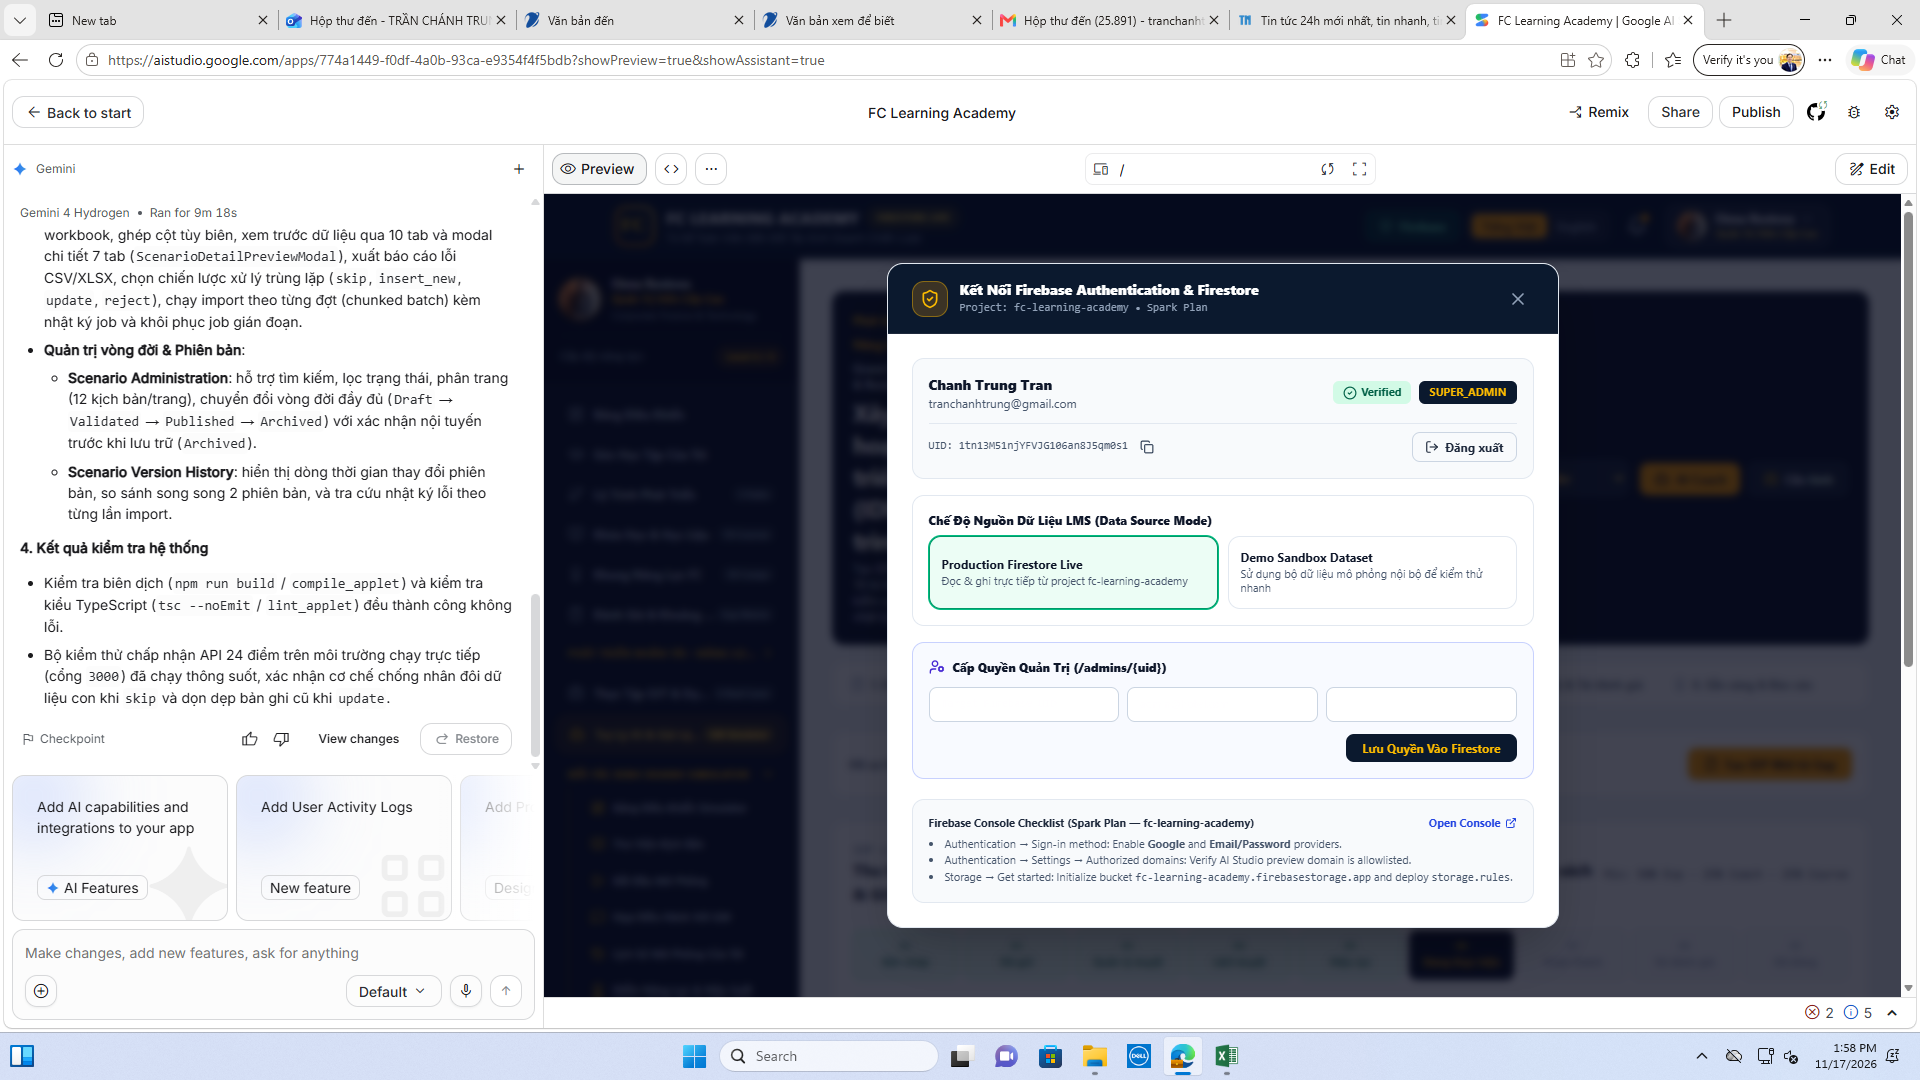 New tab
Hộp thư đến - TRẦN CHÁNH TRU
Văn bản đến
Văn bản xem để biết
Hộp thư đến (25.891) - tranchanht
Tin tức 24h mới nhất, tin nhanh, ti
FC Learning Academy | Google AI
https://aistudio.google.com/apps/774a1449-f0df-4a0b-93ca-e9354f4f5bdb?showPreview=true&showAssistant=true
Verify it's you
Chat
Back to start
FC Learning Academy
Remix
Share
Publish
Gemini
Preview
/
Edit
Gemini 4 Hydrogen • Ran for 9m 18s
workbook, ghép cột tùy biên, xem trước dữ liệu qua 10 tab và modal
chi tiết 7 tab (ScenarioDetailPreviewModal), xuất báo cáo lỗi
CSV/XLSX, chọn chiến lược xử lý trùng lặp (skip, insert_new,
update, reject), chạy import theo từng đợt (chunked batch) kèm
nhật ký job và khôi phục job gián đoạn.
• Quản trị vòng đời & Phiên bản:
Scenario Administration: hỗ trợ tìm kiếm, lọc trạng thái, phân trang
(12 kịch bản/trang), chuyển đổi vòng đời đầy đủ (Draft →
Validated → Published → Archived) với xác nhận nội tuyến
trước khi lưu trữ (Archived).
Scenario Version History: hiển thị dòng thời gian thay đổi phiên
bản, so sánh song song 2 phiên bản, và tra cứu nhật ký lỗi theo
từng lần import.
4. Kết quả kiểm tra hệ thống
• Kiểm tra biên dịch (npm run build / compile_applet) và kiểm tra
kiểu TypeScript (tsc --noEmit / lint_applet) đều thành công không
lỗi.
• Bộ kiểm thử chấp nhận API 24 điểm trên môi trường chạy trực tiếp
(cổng 3000) đã chạy thông suốt, xác nhận cơ chế chống nhân đôi dữ
liệu con khi skip và dọn dẹp bản ghi cũ khi update.
Checkpoint
View changes
Restore
Add AI capabilities and
integrations to your app
AI Features
Add User Activity Logs
New feature
Add Pr
Desig
Make changes, add new features, ask for anything
Default
Kết Nối Firebase Authentication & Firestore
Project: fc-learning-academy • Spark Plan
Chanh Trung Tran
tranchanhtrung@gmail.com
Verified
SUPER_ADMIN
UID: 1tn13M51njYFVJG106an8J5qm0s1
Đăng xuất
Chế Độ Nguồn Dữ Liệu LMS (Data Source Mode)
Production Firestore Live
Đọc & ghi trực tiếp từ project fc-learning-academy
Demo Sandbox Dataset
Sử dụng bộ dữ liệu mô phỏng nội bộ để kiểm thử
nhanh
Cấp Quyền Quản Trị (/admins/{uid})
Lưu Quyền Vào Firestore
Firebase Console Checklist (Spark Plan — fc-learning-academy)
Open Console
• Authentication → Sign-in method: Enable Google and Email/Password providers.
• Authentication → Settings → Authorized domains: Verify AI Studio preview domain is allowlisted.
• Storage → Get started: Initialize bucket fc-learning-academy.firebasestorage.app and deploy storage.rules.
2
5
Search
DELL
1:58 PM
11/17/2026